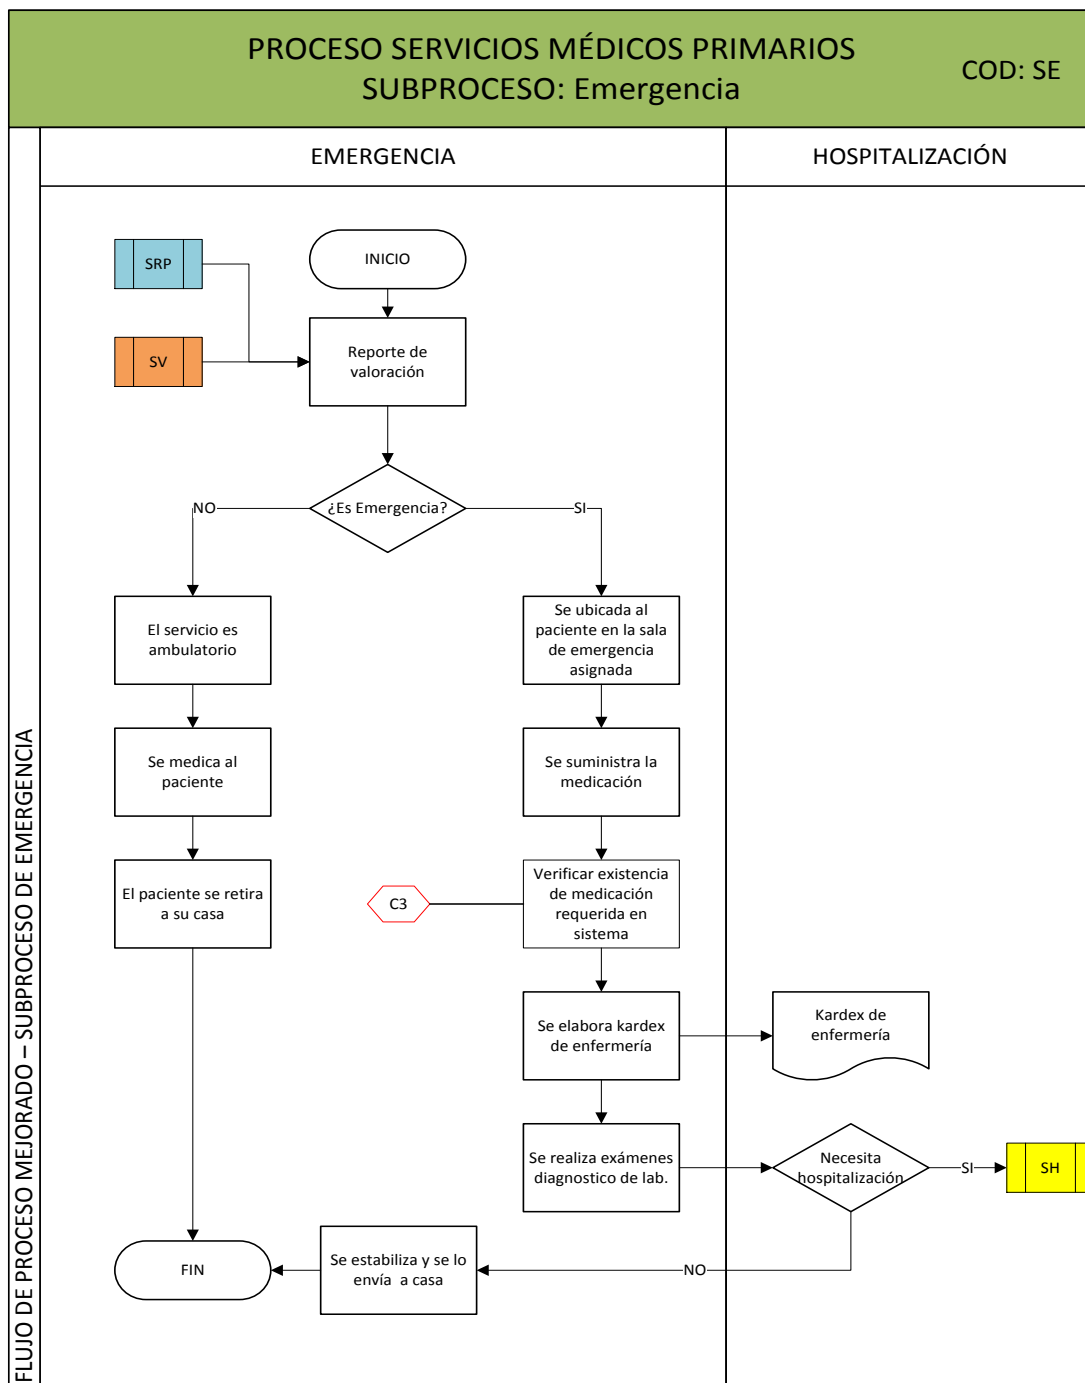 PROCESO SERVICIOS MÉDICOS PRIMARIOS
SUBPROCESO: Emergencia
COD: SE
EMERGENCIA
HOSPITALIZACIÓN
FLUJO DE PROCESO MEJORADO – SUBPROCESO DE EMERGENCIA
SRP
INICIO
SV
Reporte de
valoración
NO
¿Es Emergencia?
SI
El servicio es
ambulatorio
Se ubicada al
paciente en la sala
de emergencia
asignada
Se medica al
paciente
Se suministra la
medicación
El paciente se retira
a su casa
C3
Verificar existencia
de medicación
requerida en
sistema
Se elabora kardex
de enfermería
Kardex de
enfermería
Se realiza exámenes
diagnostico de lab.
Necesita
hospitalización
SI
SH
FIN
Se estabiliza y se lo
envía a casa
NO